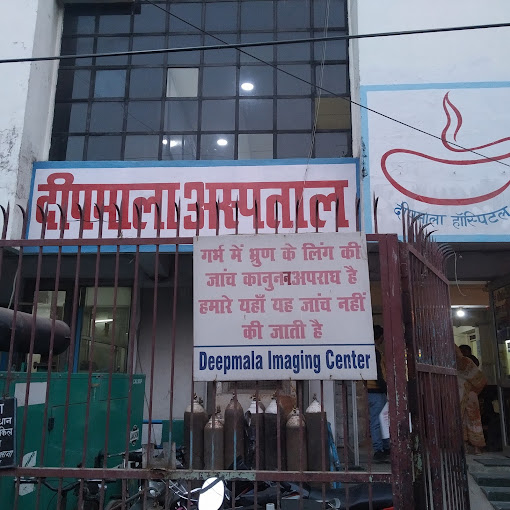 दीपमाला अस्पताल
दीपमाला हॉस्पिटल
गर्भ में भ्रुण के लिंग की
जांच कानुनन अपराध है
हमारे यहाँ यह जांच नहीं
की जाती है
Deepmala Imaging Center